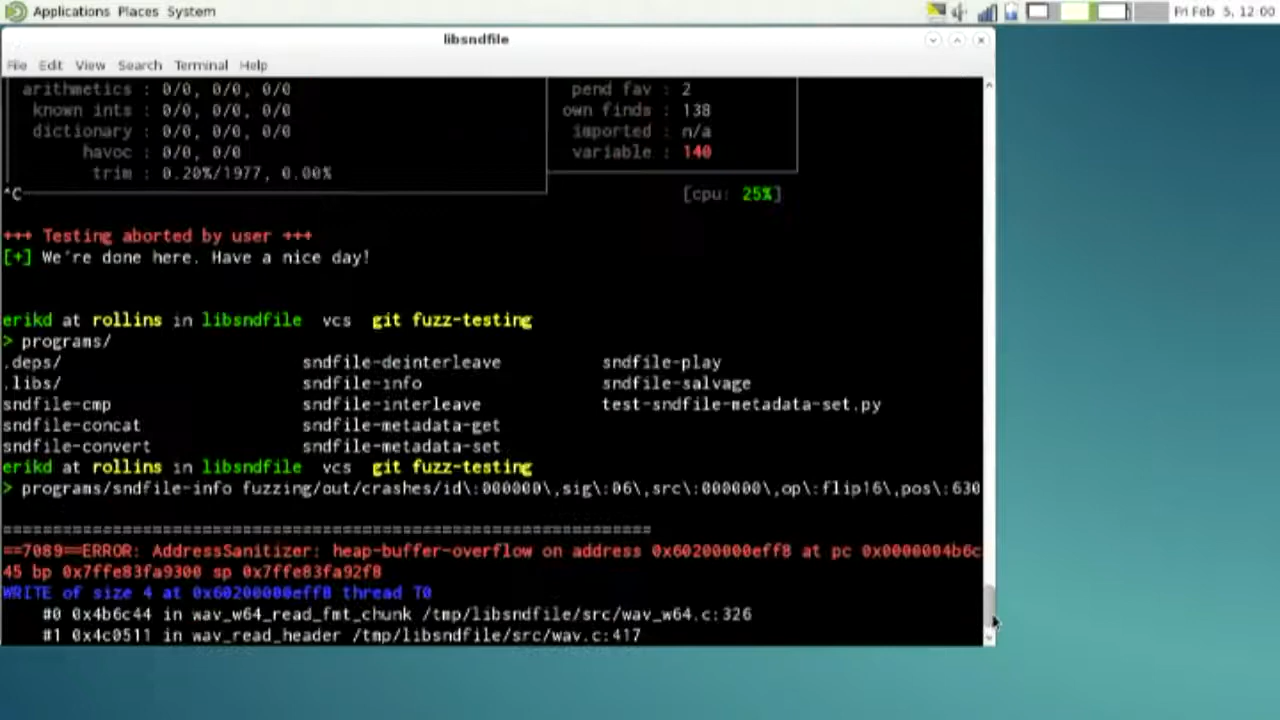 Applications Places System
Fri Feb 5, 12:00
libsndfile
File Edit View Search Terminal Help
arithmetics : 0/0, 0/0, 0/0
pend fav : 2
known ints : 0/0, 0/0, 0/0
own finds : 138
dictionary : 0/0, 0/0, 0/0
imported : n/a
havoc : 0/0, 0/0
variable : 140
trim : 0.20%/1977, 0.00%
^C
[cpu: 25%]
+++ Testing aborted by user +++
[+] We're done here. Have a nice day!
erikd at rollins in libsndfile vcs git fuzz-testing
> programs/
.deps/ sndfile-deinterleave sndfile-play
.libs/ sndfile-info sndfile-salvage
sndfile-cmp sndfile-interleave test-sndfile-metadata-set.py
sndfile-concat sndfile-metadata-get
sndfile-convert sndfile-metadata-set
erikd at rollins in libsndfile vcs git fuzz-testing
> programs/sndfile-info fuzzing/out/crashes/id\:000000\,sig\:06\,src\:000000\,op\:flip16\,pos\:630
=================================================================
==7089==ERROR: AddressSanitizer: heap-buffer-overflow on address 0x60200000eff8 at pc 0x0000004b6c
45 bp 0x7ffe83fa9300 sp 0x7ffe83fa92f8
WRITE of size 4 at 0x60200000eff8 thread T0
#0 0x4b6c44 in wav_w64_read_fmt_chunk /tmp/libsndfile/src/wav_w64.c:326
#1 0x4c0511 in wav_read_header /tmp/libsndfile/src/wav.c:417